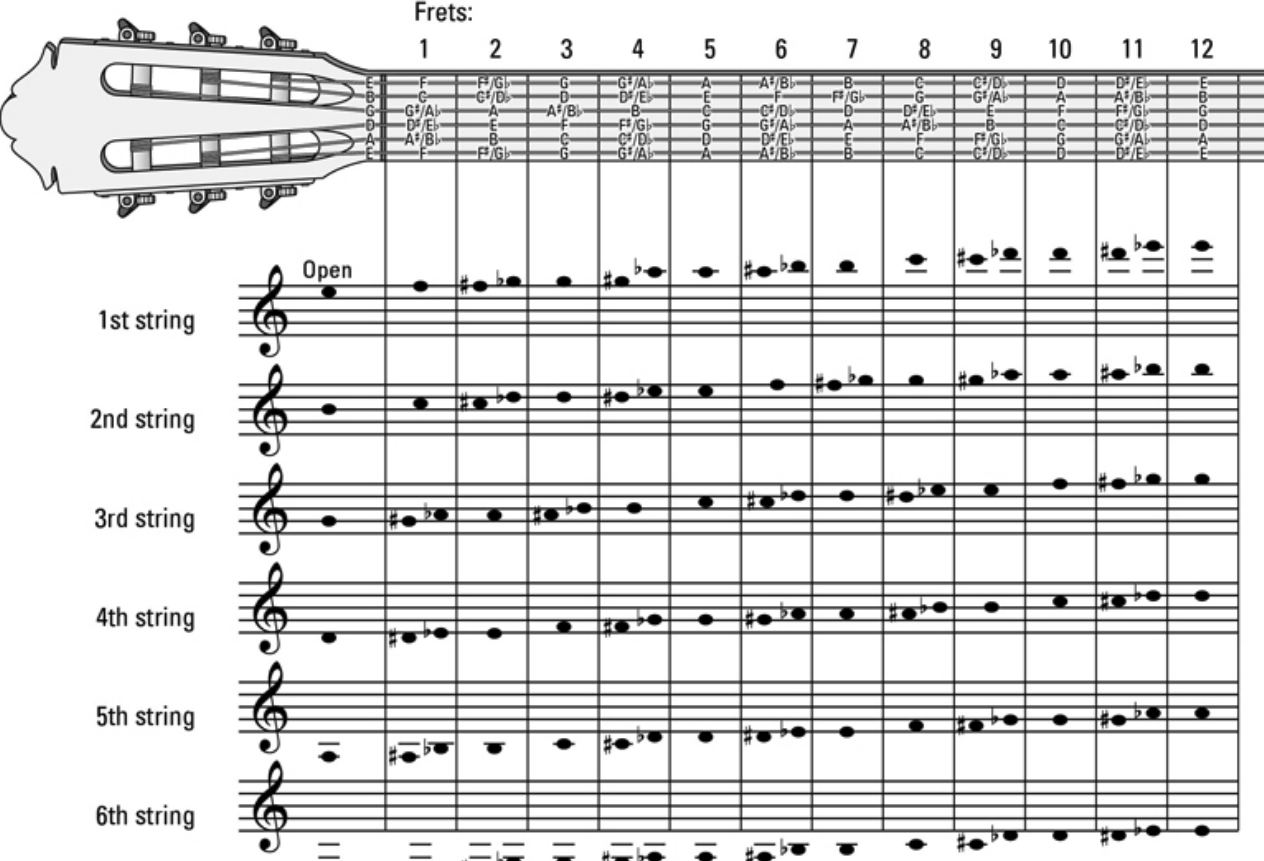 Frets:
1 2 3 4 5 6 7 8 9 10 11 12
E F F♯/G♭ G G♯/A♭ A A♯/B♭ B C C♯/D♭ D D♯/E♭ E
B C C♯/D♭ D D♯/E♭ E F F♯/G♭ G G♯/A♭ A A♯/B♭ B
G G♯/A♭ A A♯/B♭ B C C♯/D♭ D D♯/E♭ E F F♯/G♭ G
D D♯/E♭ E F F♯/G♭ G G♯/A♭ A A♯/B♭ B C C♯/D♭ D
A A♯/B♭ B C C♯/D♭ D D♯/E♭ E F F♯/G♭ G G♯/A♭ A
E F F♯/G♭ G G♯/A♭ A A♯/B♭ B C C♯/D♭ D D♯/E♭ E
Open
1st string
2nd string
3rd string
4th string
5th string
6th string